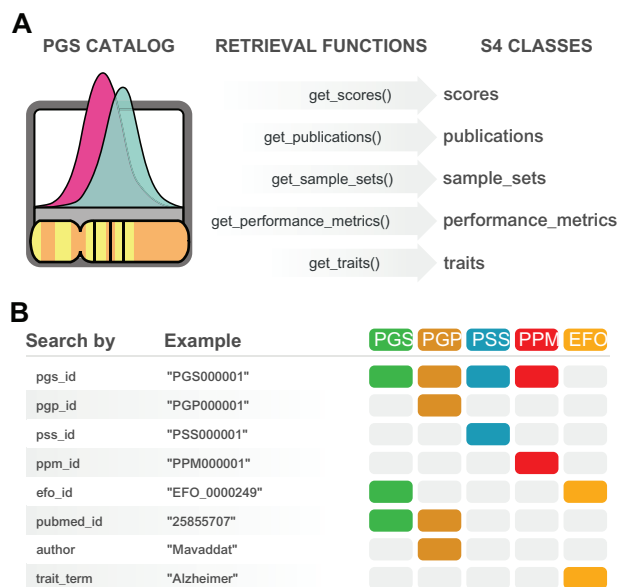 A
PGS CATALOG RETRIEVAL FUNCTIONS S4 CLASSES
get_scores() scores
get_publications() publications
get_sample_sets() sample_sets
get_performance_metrics() performance_metrics
get_traits() traits
B
Search by Example PGS PGP PSS PPM EFO
pgs_id "PGS000001"
pgp_id "PGP000001"
pss_id "PSS000001"
ppm_id "PPM000001"
efo_id "EFO_0000249"
pubmed_id "25855707"
author "Mavaddat"
trait_term "Alzheimer"